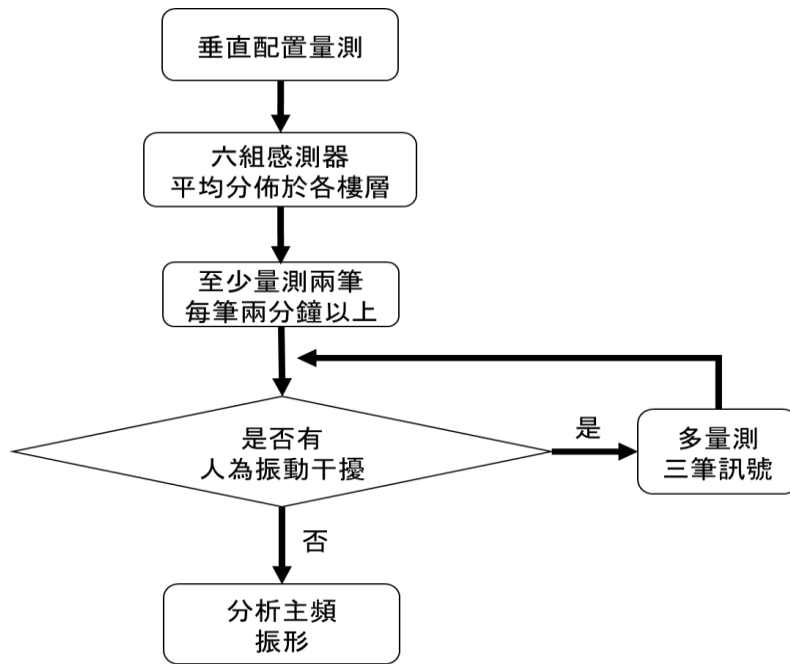 垂直配置量測
六組感測器
平均分佈於各樓層
至少量測兩筆
每筆兩分鐘以上
是否有
人為振動干擾
是
多量測
三筆訊號
否
分析主頻
振形